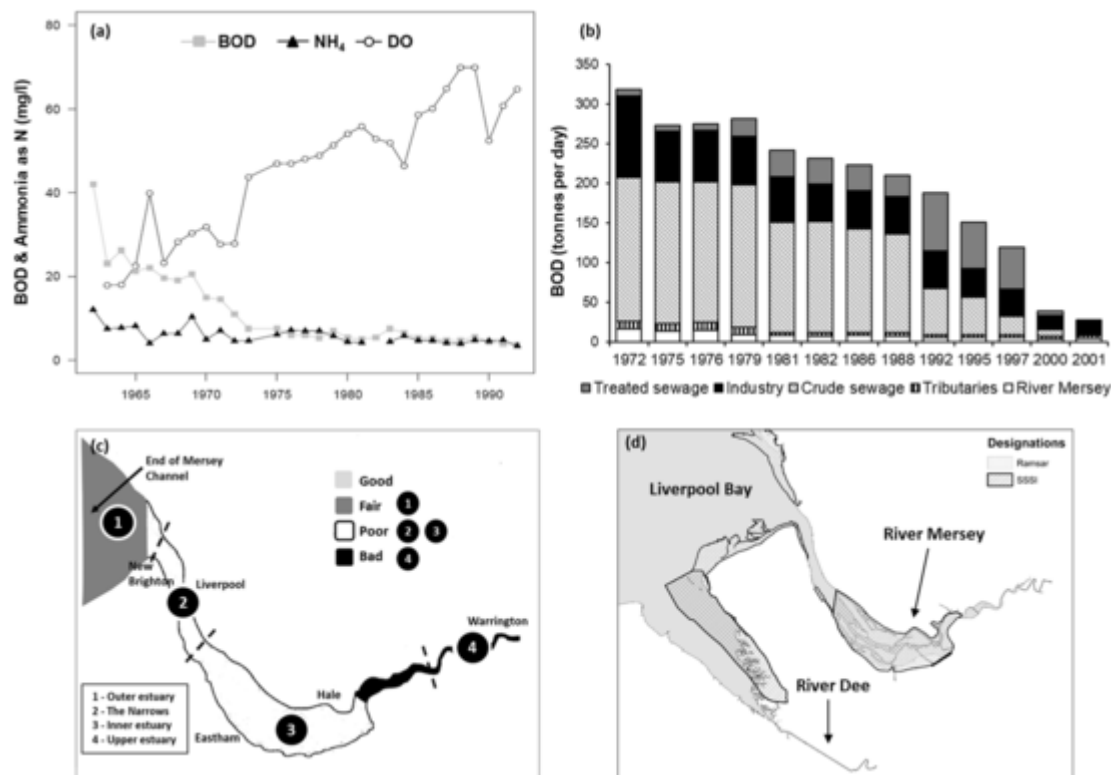 (a)
BOD NH₄ DO
BOD & Ammonia as N (mg/l)
80
60
40
20
0
1965 1970 1975 1980 1985 1990
(b)
BOD (tonnes per day)
350
300
250
200
150
100
50
0
1972 1975 1976 1979 1981 1982 1986 1988 1992 1995 1997 2000 2001
Treated sewage Industry Crude sewage Tributaries River Mersey
(c)
End of Mersey
Channel
Good
Fair 1
Poor 2 3
Bad 4
1
New
Brighton
Liverpool
2
Warrington
4
Hale
3
Eastham
1 - Outer estuary
2 - The Narrows
3 - Inner estuary
4 - Upper estuary
(d)
Designations
Ramsar
SSSI
Liverpool Bay
River Mersey
River Dee